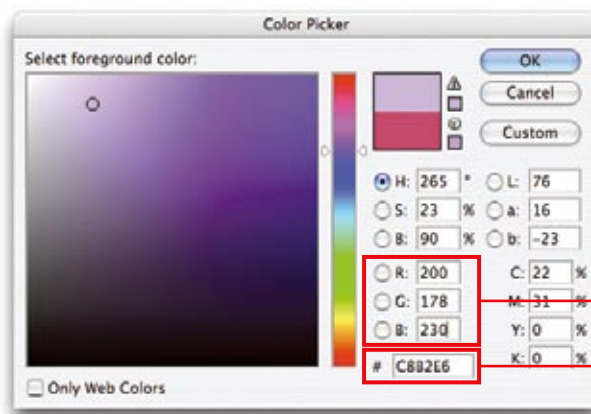 Color Picker
Select foreground color:
OK
Cancel
Custom
H: 265 °
S: 23 %
B: 90 %
R: 200
G: 178
B: 230
# C8B2E6
L: 76
a: 16
b: -23
C: 22 %
M: 31 %
Y: 0 %
K: 0 %
Only Web Colors